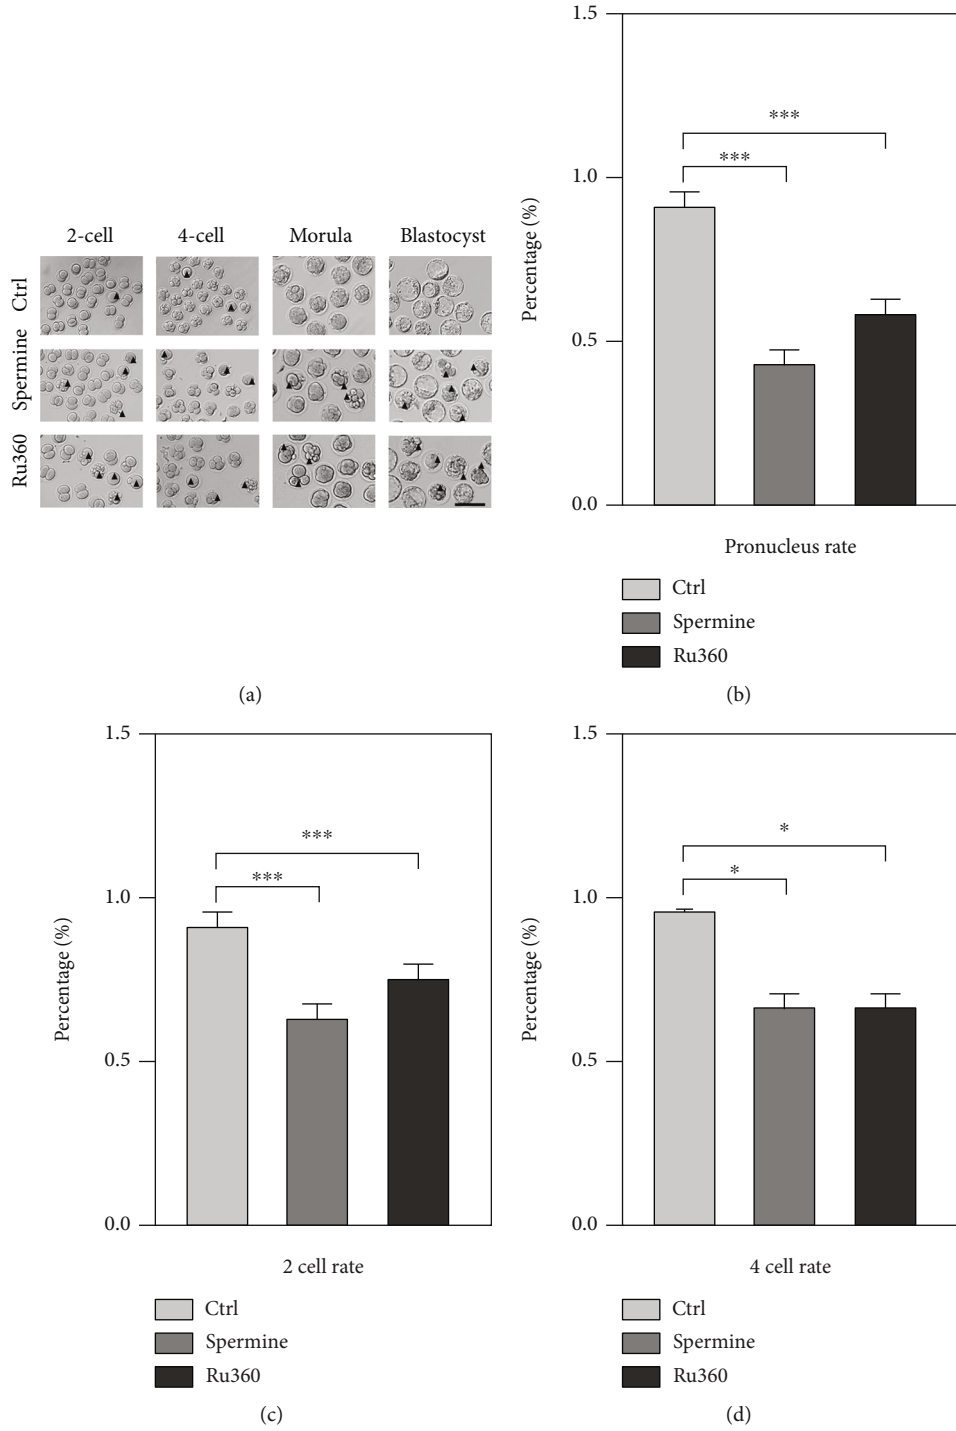 2-cell 4-cell Morula Blastocyst
Ctrl
Spermine
Ru360
(a)
1.5
1.0
0.5
0.0
Percentage (%)
***
***
Pronucleus rate
Ctrl
Spermine
Ru360
(b)
1.5
1.0
0.5
0.0
Percentage (%)
***
***
2 cell rate
Ctrl
Spermine
Ru360
(c)
1.5
1.0
0.5
0.0
Percentage (%)
*
*
4 cell rate
Ctrl
Spermine
Ru360
(d)